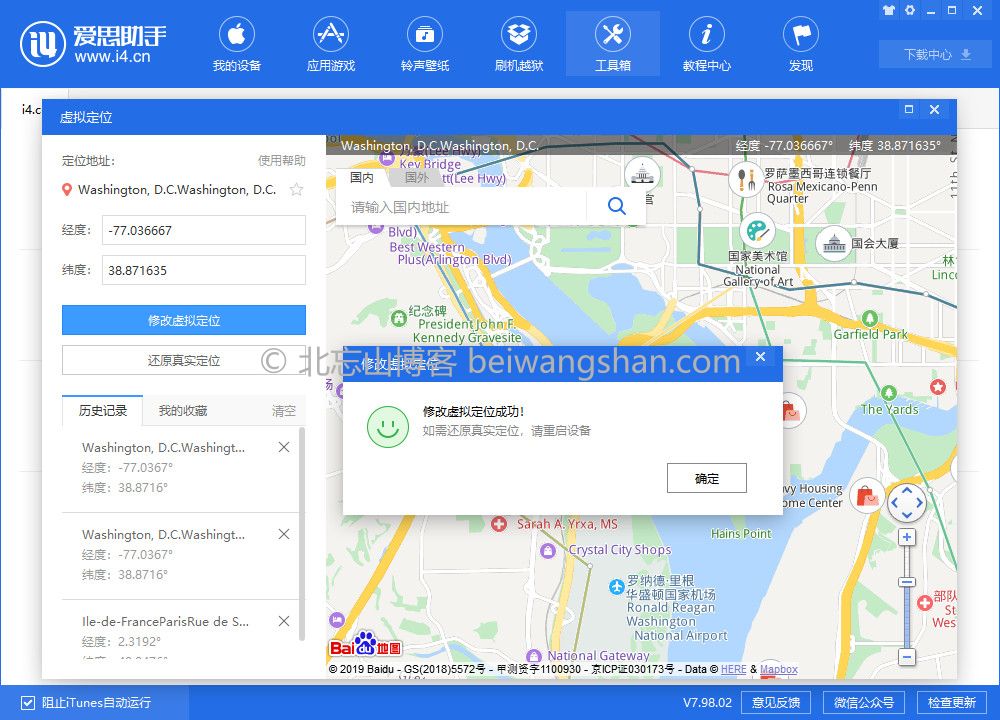 爱思助手
www.i4.cn
我的设备
应用游戏
铃声壁纸
刷机越狱
工具箱
教程中心
发现
下载中心
i4.c
虚拟定位
定位地址:
使用帮助
Washington, D.C.Washington, D.C.
经度:
-77.036667
纬度:
38.871635
修改虚拟定位
还原真实定位
历史记录
我的收藏
清空
Washington, D.C.Washingt...
经度: -77.0367°
纬度: 38.8716°
Washington, D.C.Washingt...
经度: -77.0367°
纬度: 38.8716°
Ile-de-FranceParisRue de S...
经度: 2.3192°
Washington, D.C.Washington, D.C.
经度 -77.036667° 纬度 38.871635°
Key Bridge
tt(Lee Hwy)
国内
国外
请输入国内地址
宫
罗萨墨西哥连锁餐厅
Rosa Mexicano-Penn
Quarter
Blvd)
Best Western
Plus(Arlington Blvd)
国家美术馆
National
Gallery of Art
国会大厦
林
Linc
11th S
纪念碑
President John F.
Kennedy Gravesite
Garfield Park
The Yards
© 北忘山博客 beiwangshan.com
修改虚拟定位
修改虚拟定位成功!
如需还原真实定位，请重启设备
确定
vy Housing
ome Center
Sarah A. Yrxa, MS
Crystal City Shops
Hains Point
罗纳德·里根
华盛顿国家机场
Ronald Reagan
Washington
National Airport
National Gateway
部队
St
Wes
Bai du 地图
© 2019 Baidu - GS(2018)5572号 - 甲测资字1100930 - 京ICP证030173号 - Data © HERE & Mapbox
阻止iTunes自动运行
V7.98.02
意见反馈
微信公众号
检查更新